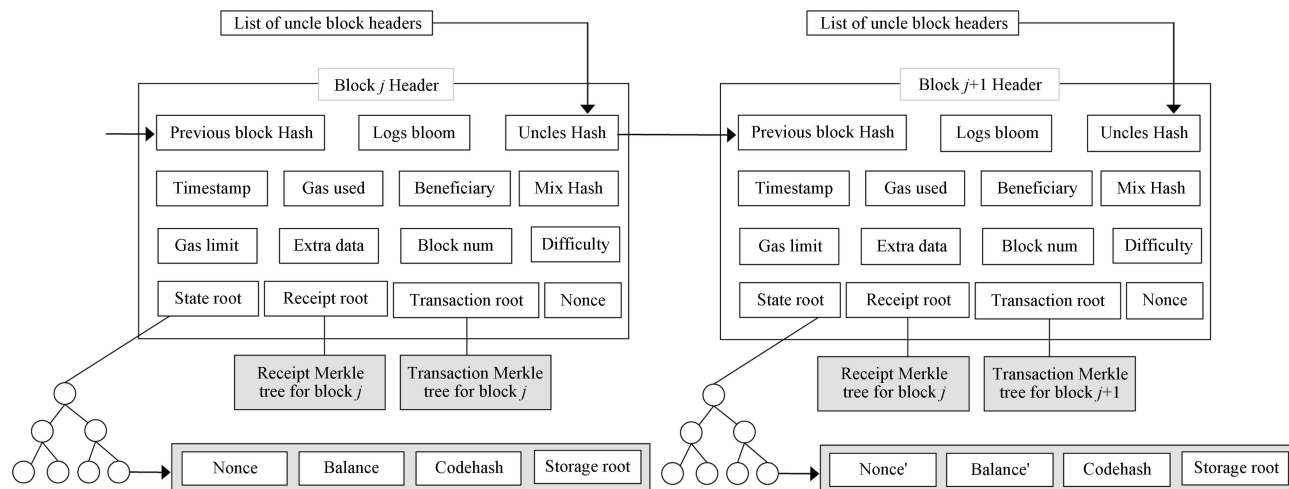 List of uncle block headers
Block j Header
Previous block Hash
Logs bloom
Uncles Hash
Timestamp
Gas used
Beneficiary
Mix Hash
Gas limit
Extra data
Block num
Difficulty
State root
Receipt root
Transaction root
Nonce
Receipt Merkle
tree for block j
Transaction Merkle
tree for block j
Nonce
Balance
Codehash
Storage root
List of uncle block headers
Block j+1 Header
Previous block Hash
Logs bloom
Uncles Hash
Timestamp
Gas used
Beneficiary
Mix Hash
Gas limit
Extra data
Block num
Difficulty
State root
Receipt root
Transaction root
Nonce
Receipt Merkle
tree for block j
Transaction Merkle
tree for block j+1
Nonce'
Balance'
Codehash
Storage root